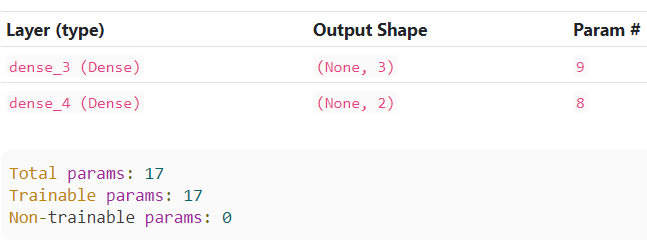 Layer (type) Output Shape Param #
dense_3 (Dense) (None, 3) 9
dense_4 (Dense) (None, 2) 8
Total params: 17
Trainable params: 17
Non-trainable params: 0